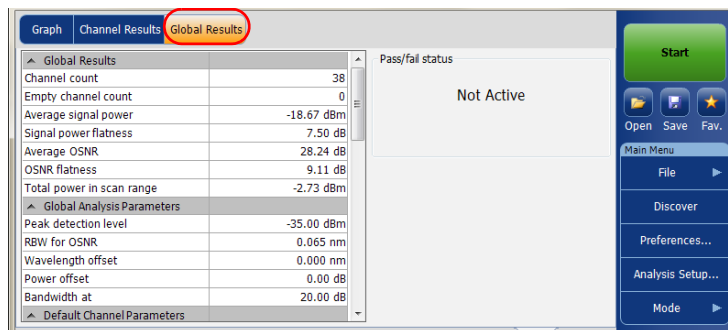 Graph Channel Results Global Results
Global Results
Channel count 38
Empty channel count 0
Average signal power -18.67 dBm
Signal power flatness 7.50 dB
Average OSNR 28.24 dB
OSNR flatness 9.11 dB
Total power in scan range -2.73 dBm
Global Analysis Parameters
Peak detection level -35.00 dBm
RBW for OSNR 0.065 nm
Wavelength offset 0.000 nm
Power offset 0.00 dB
Bandwidth at 20.00 dB
Default Channel Parameters
Pass/fail status
Not Active
Start
Open Save Fav.
Main Menu
File
Discover
Preferences...
Analysis Setup...
Mode